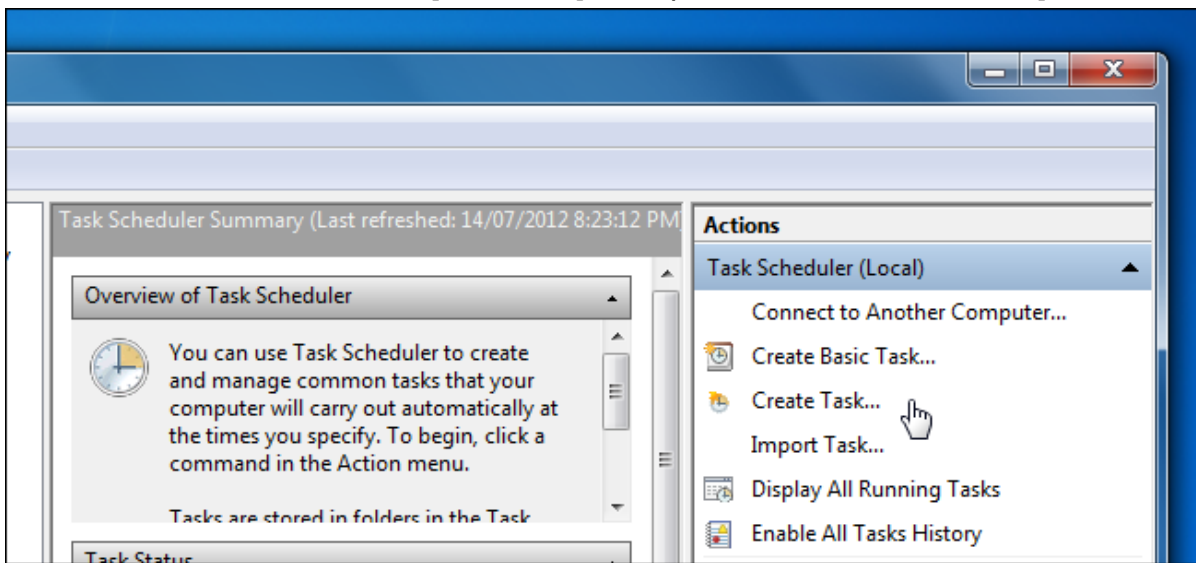 Task Scheduler Summary (Last refreshed: 14/07/2012 8:23:12 PM)
Overview of Task Scheduler
You can use Task Scheduler to create
and manage common tasks that your
computer will carry out automatically at
the times you specify. To begin, click a
command in the Action menu.
Tasks are stored in folders in the Task
Task Status
Actions
Task Scheduler (Local)
Connect to Another Computer...
Create Basic Task...
Create Task...
Import Task...
Display All Running Tasks
Enable All Tasks History